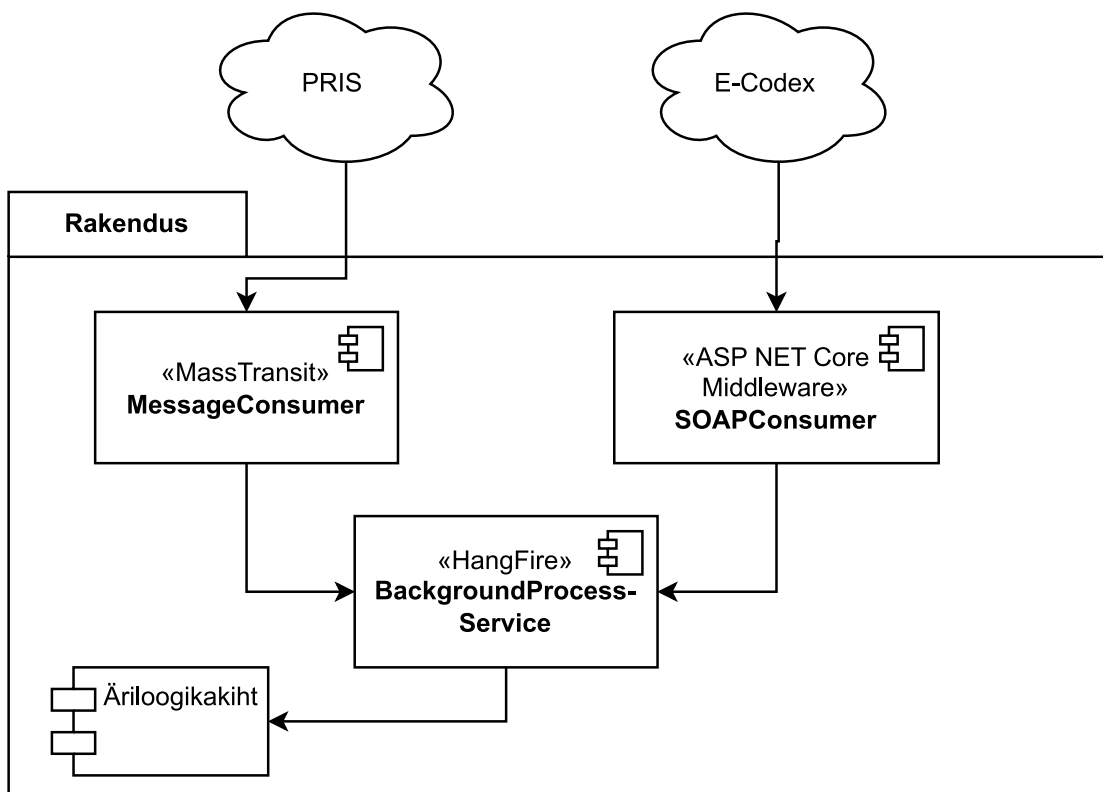 PRIS
E-Codex
Rakendus
«MassTransit»
MessageConsumer
«ASP NET Core
Middleware»
SOAPConsumer
«HangFire»
BackgroundProcess-
Service
Äriloogikakiht